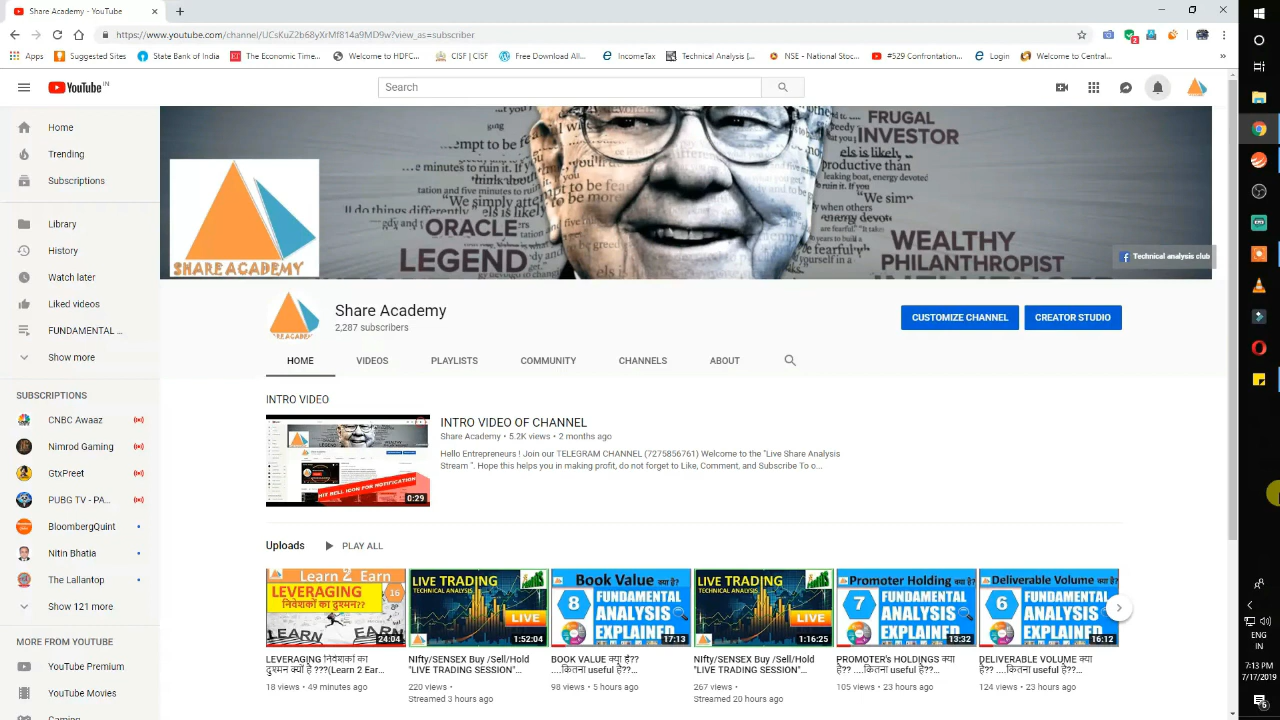 Share Academy - YouTube
https://www.youtube.com/channel/UCsKuZ2b68yXrMf814a9MD9w?view_as=subscriber
Apps
Suggested Sites
State Bank of India
The Economic Time...
Welcome to HDFC...
CISF | CISF
Free Download All...
IncomeTax
Technical Analysis [...
NSE - National Stoc...
#529 Confrontation...
Login
Welcome to Central...
YouTube IN
Search
Home
Trending
Subscriptions
Library
History
Watch later
Liked videos
FUNDAMENTAL ...
Show more
SUBSCRIPTIONS
CNBC Awaaz
Nimrod Gaming
GtxPreet
PUBG TV - PA...
BloombergQuint
Nitin Bhatia
The Lallantop
Show 121 more
MORE FROM YOUTUBE
YouTube Premium
YouTube Movies
SHARE ACADEMY
FRUGAL
INVESTOR
ORACLE
LEGEND
WEALTHY
PHILANTHROPIST
Technical analysis club
Share Academy
2,287 subscribers
CUSTOMIZE CHANNEL
CREATOR STUDIO
HOME
VIDEOS
PLAYLISTS
COMMUNITY
CHANNELS
ABOUT
INTRO VIDEO
HIT BELL ICON FOR NOTIFICATION
0:29
INTRO VIDEO OF CHANNEL
Share Academy • 5.2K views • 2 months ago
Hello Entrepreneurs ! Join our TELEGRAM CHANNEL (7275856761) Welcome to the "Live Share Analysis
Stream ". Hope this helps you in making profit, do not forget to Like, Comment, and Subscribe To o...
Uploads
PLAY ALL
Learn 2 Earn
LEVERAGING
16
निवेशकों का दुश्मन??
LEARN EARN
24:04
LEVERAGING निवेशकों का
दुश्मन क्यों है ???(Learn 2 Ear...
18 views • 49 minutes ago
LIVE TRADING
TECHNICAL ANALYSIS
LIVE
1:52:04
NIfty/SENSEX Buy /Sell/Hold
"LIVE TRADING SESSION"...
220 views •
Streamed 3 hours ago
Book Value क्या है?
8
FUNDAMENTAL
ANALYSIS
EXPLAINED
17:13
BOOK VALUE क्या है??
....कितना useful है??...
98 views • 5 hours ago
LIVE TRADING
TECHNICAL ANALYSIS
LIVE
1:16:25
NIfty/SENSEX Buy /Sell/Hold
"LIVE TRADING SESSION"...
267 views •
Streamed 20 hours ago
Promoter Holding क्या है?
7
FUNDAMENTAL
ANALYSIS
EXPLAINED
13:32
PROMOTER's HOLDINGS क्या
है?? ....कितना useful है??...
105 views • 23 hours ago
Deliverable Volume क्या है?
6
FUNDAMENTAL
ANALYSIS
EXPLAINED
16:12
DELIVERABLE VOLUME क्या
है?? ....कितना useful है??...
124 views • 23 hours ago
ENG
IN
7:13 PM
7/17/2019